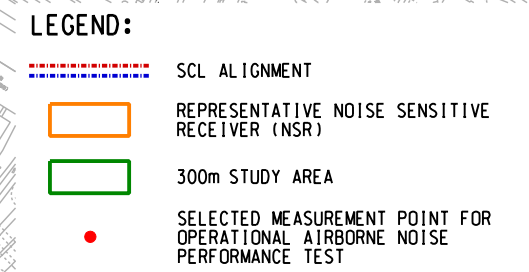 LEGEND:
SCL ALIGNMENT
REPRESENTATIVE NOISE SENSITIVE
RECEIVER (NSR)
300m STUDY AREA
SELECTED MEASUREMENT POINT FOR
OPERATIONAL AIRBORNE NOISE
PERFORMANCE TEST